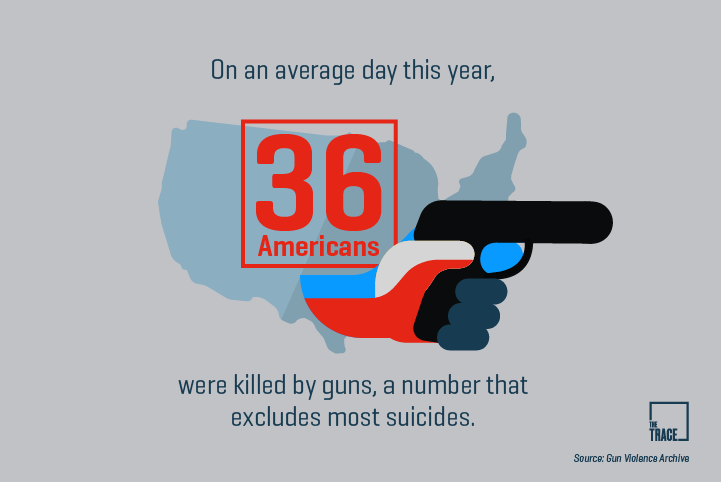 On an average day this year,
36
Americans
were killed by guns, a number that
excludes most suicides.
THE
TRACE
Source: Gun Violence Archive